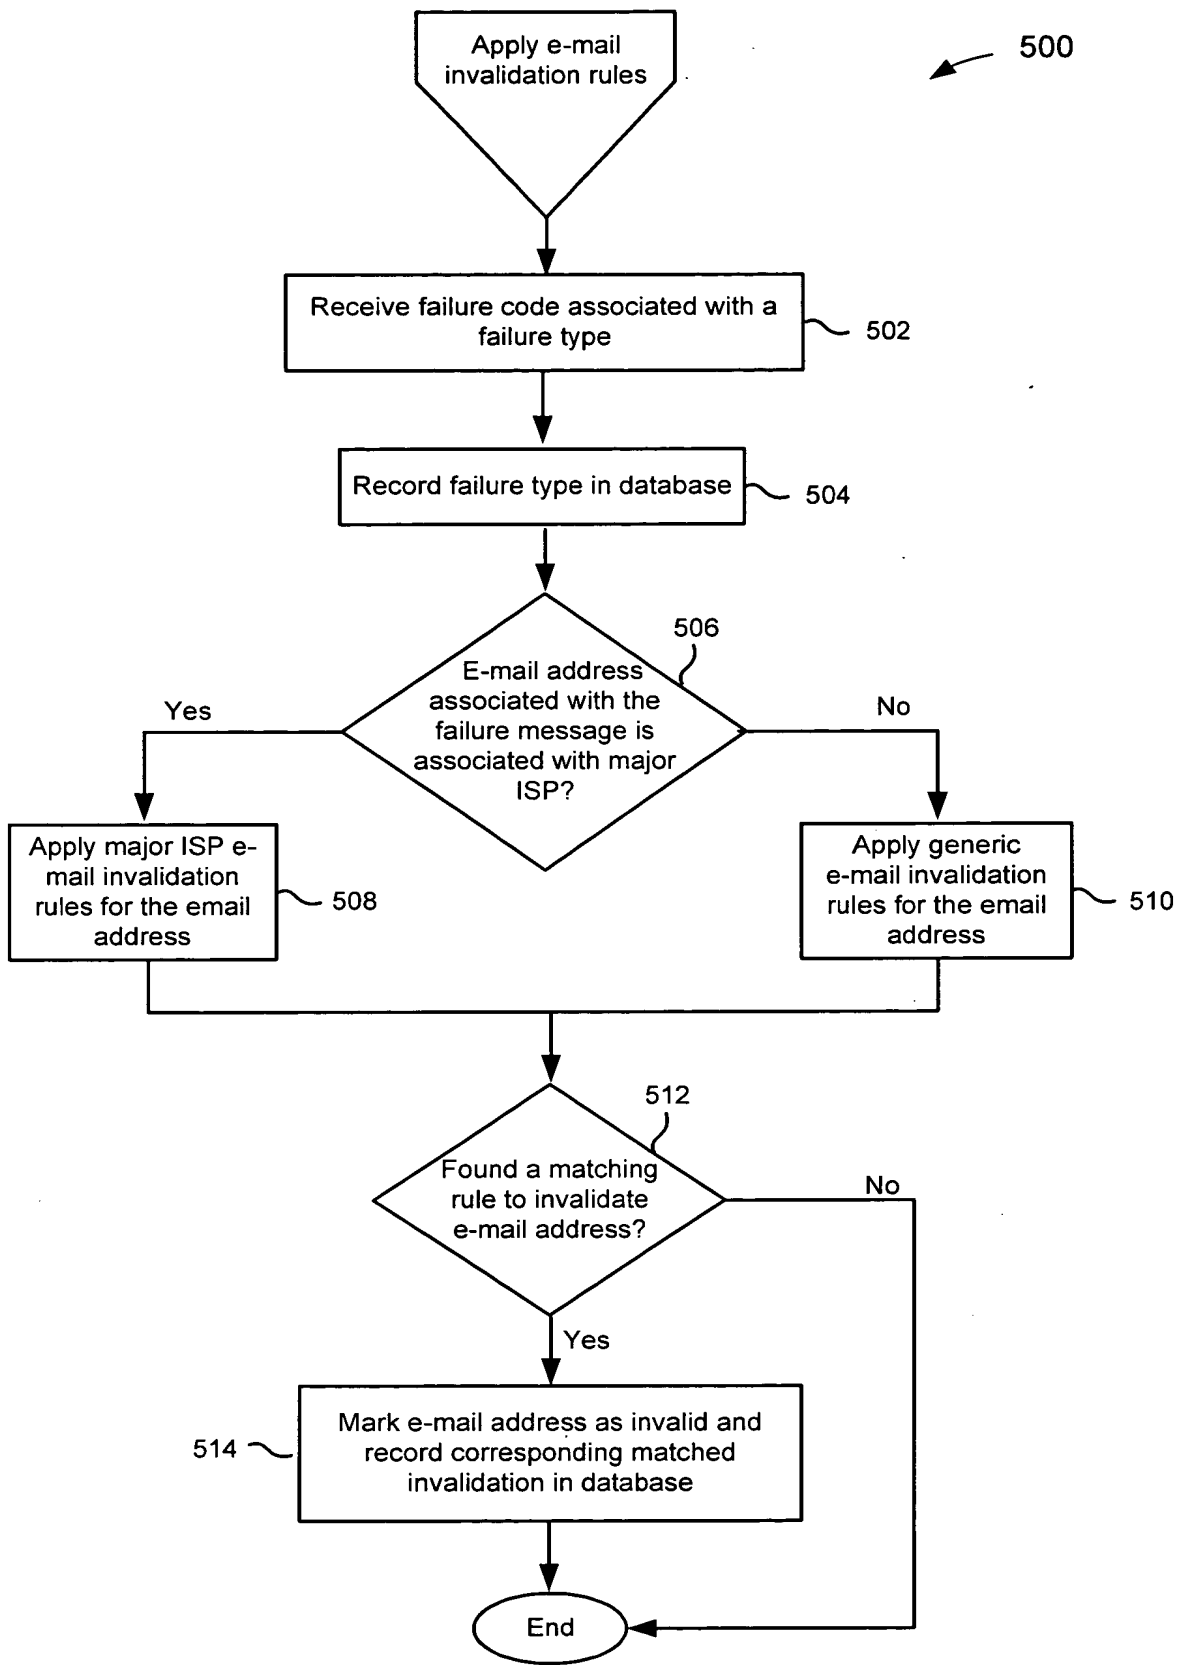 Apply e-mail
invalidation rules
500
Receive failure code associated with a
failure type
502
Record failure type in database
504
506
E-mail address
associated with the
failure message is
associated with major
ISP?
Yes
No
Apply major ISP e-
mail invalidation
rules for the email
address
508
Apply generic
e-mail invalidation
rules for the email
address
510
512
Found a matching
rule to invalidate
e-mail address?
No
Yes
Mark e-mail address as invalid and
record corresponding matched
invalidation in database
514
End